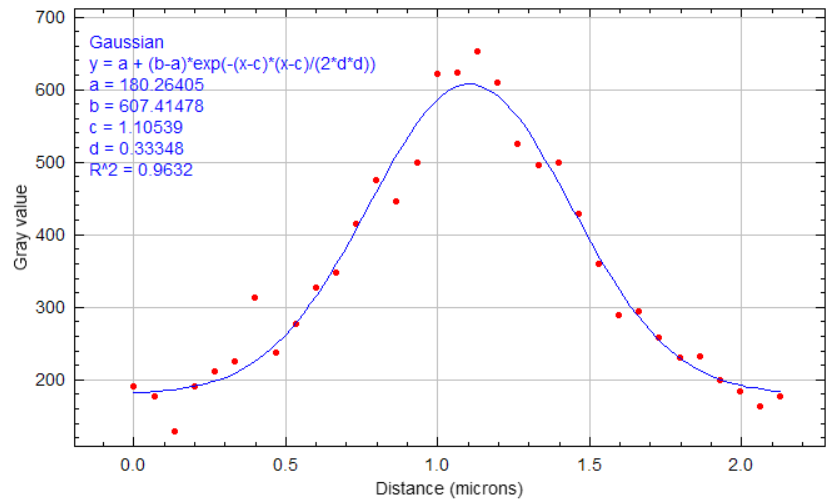 700
Gaussian
y = a + (b-a)*exp(-(x-c)*(x-c)/(2*d*d))
a = 180.26405
b = 607.41478
c = 1.10539
d = 0.33348
R^2 = 0.9632
600
500
400
300
200
Gray value
0.0 0.5 1.0 1.5 2.0
Distance (microns)